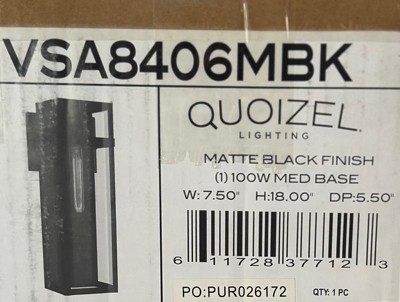 VSA8406MBK
QUOIZEL
LIGHTING
MATTE BLACK FINISH
(1) 100W MED BASE
W: 7.50" H:18.00" DP:5.50"
6 11728 37712 3
PO:PUR026172 QTY: 1 PC